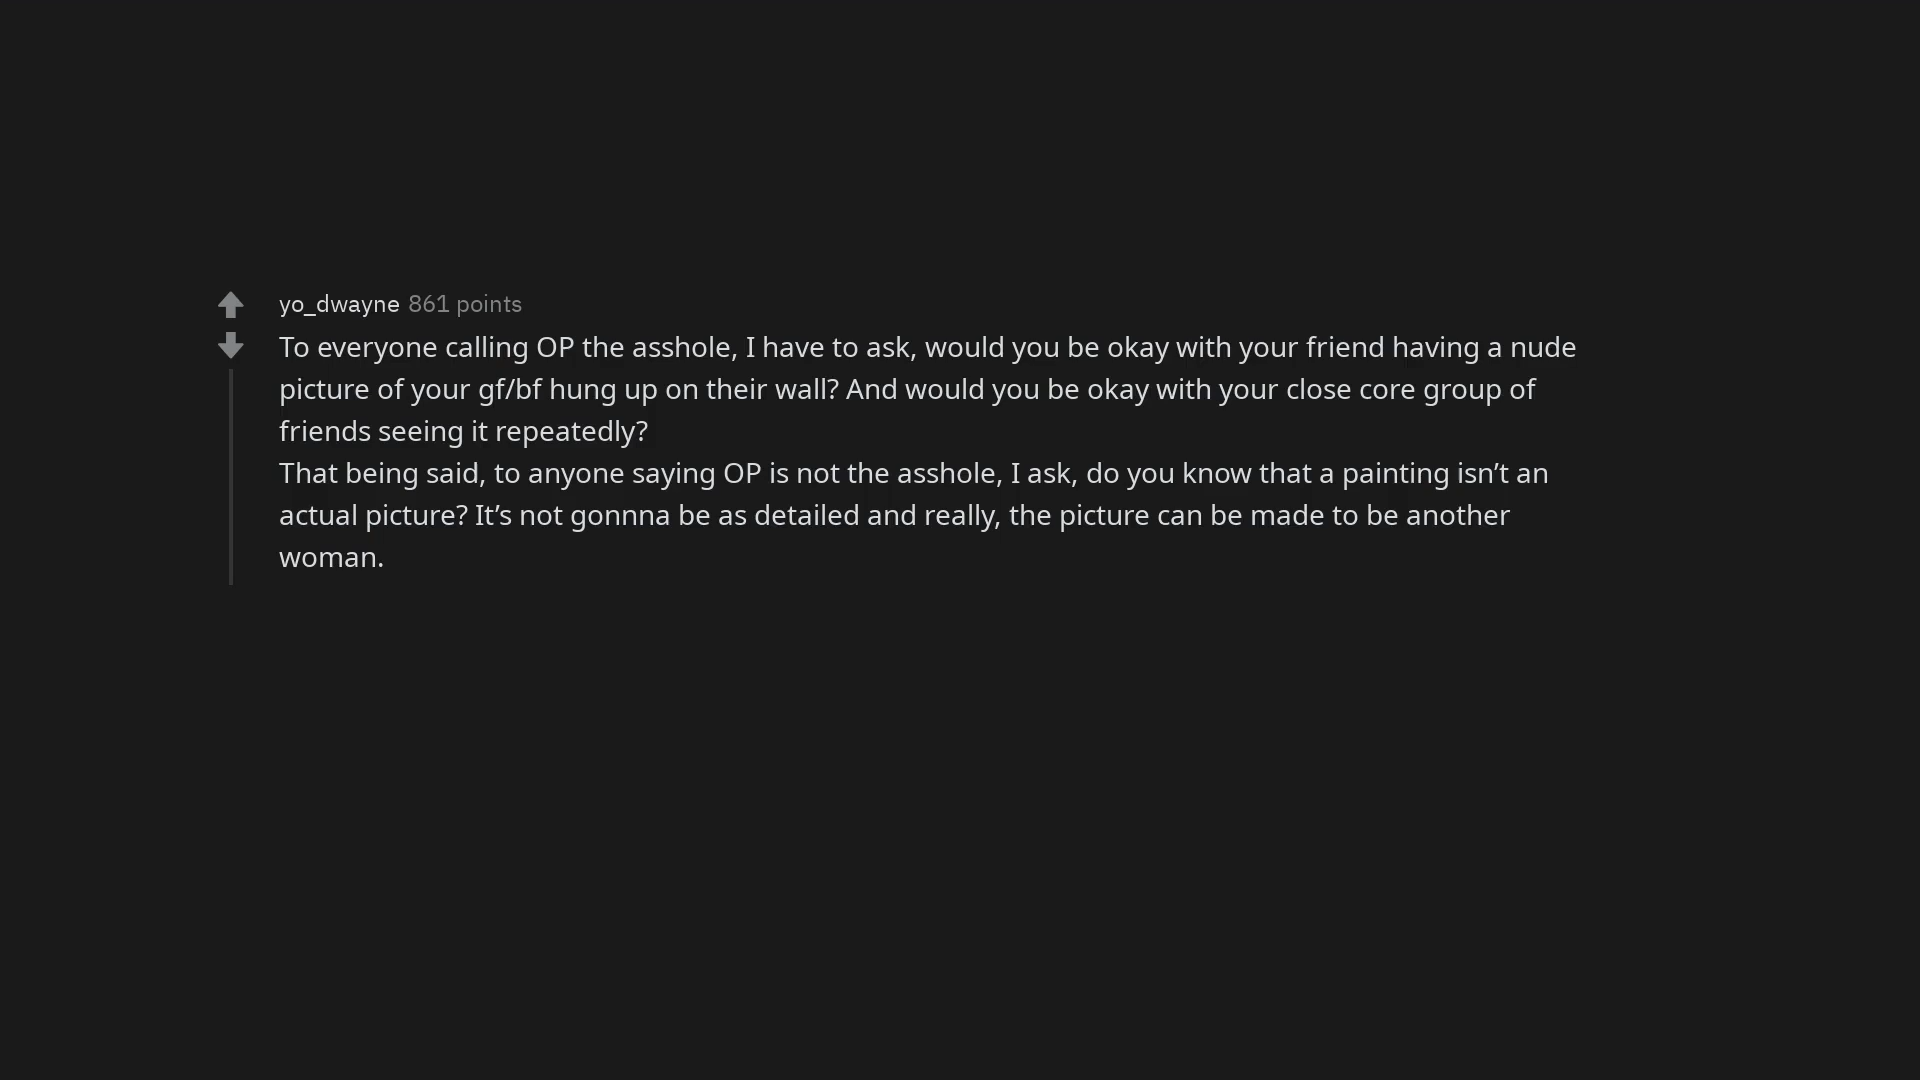 yo_dwayne 861 points
To everyone calling OP the asshole, I have to ask, would you be okay with your friend having a nude
picture of your gf/bf hung up on their wall? And would you be okay with your close core group of
friends seeing it repeatedly?
That being said, to anyone saying OP is not the asshole, I ask, do you know that a painting isn’t an
actual picture? It’s not gonnna be as detailed and really, the picture can be made to be another
woman.